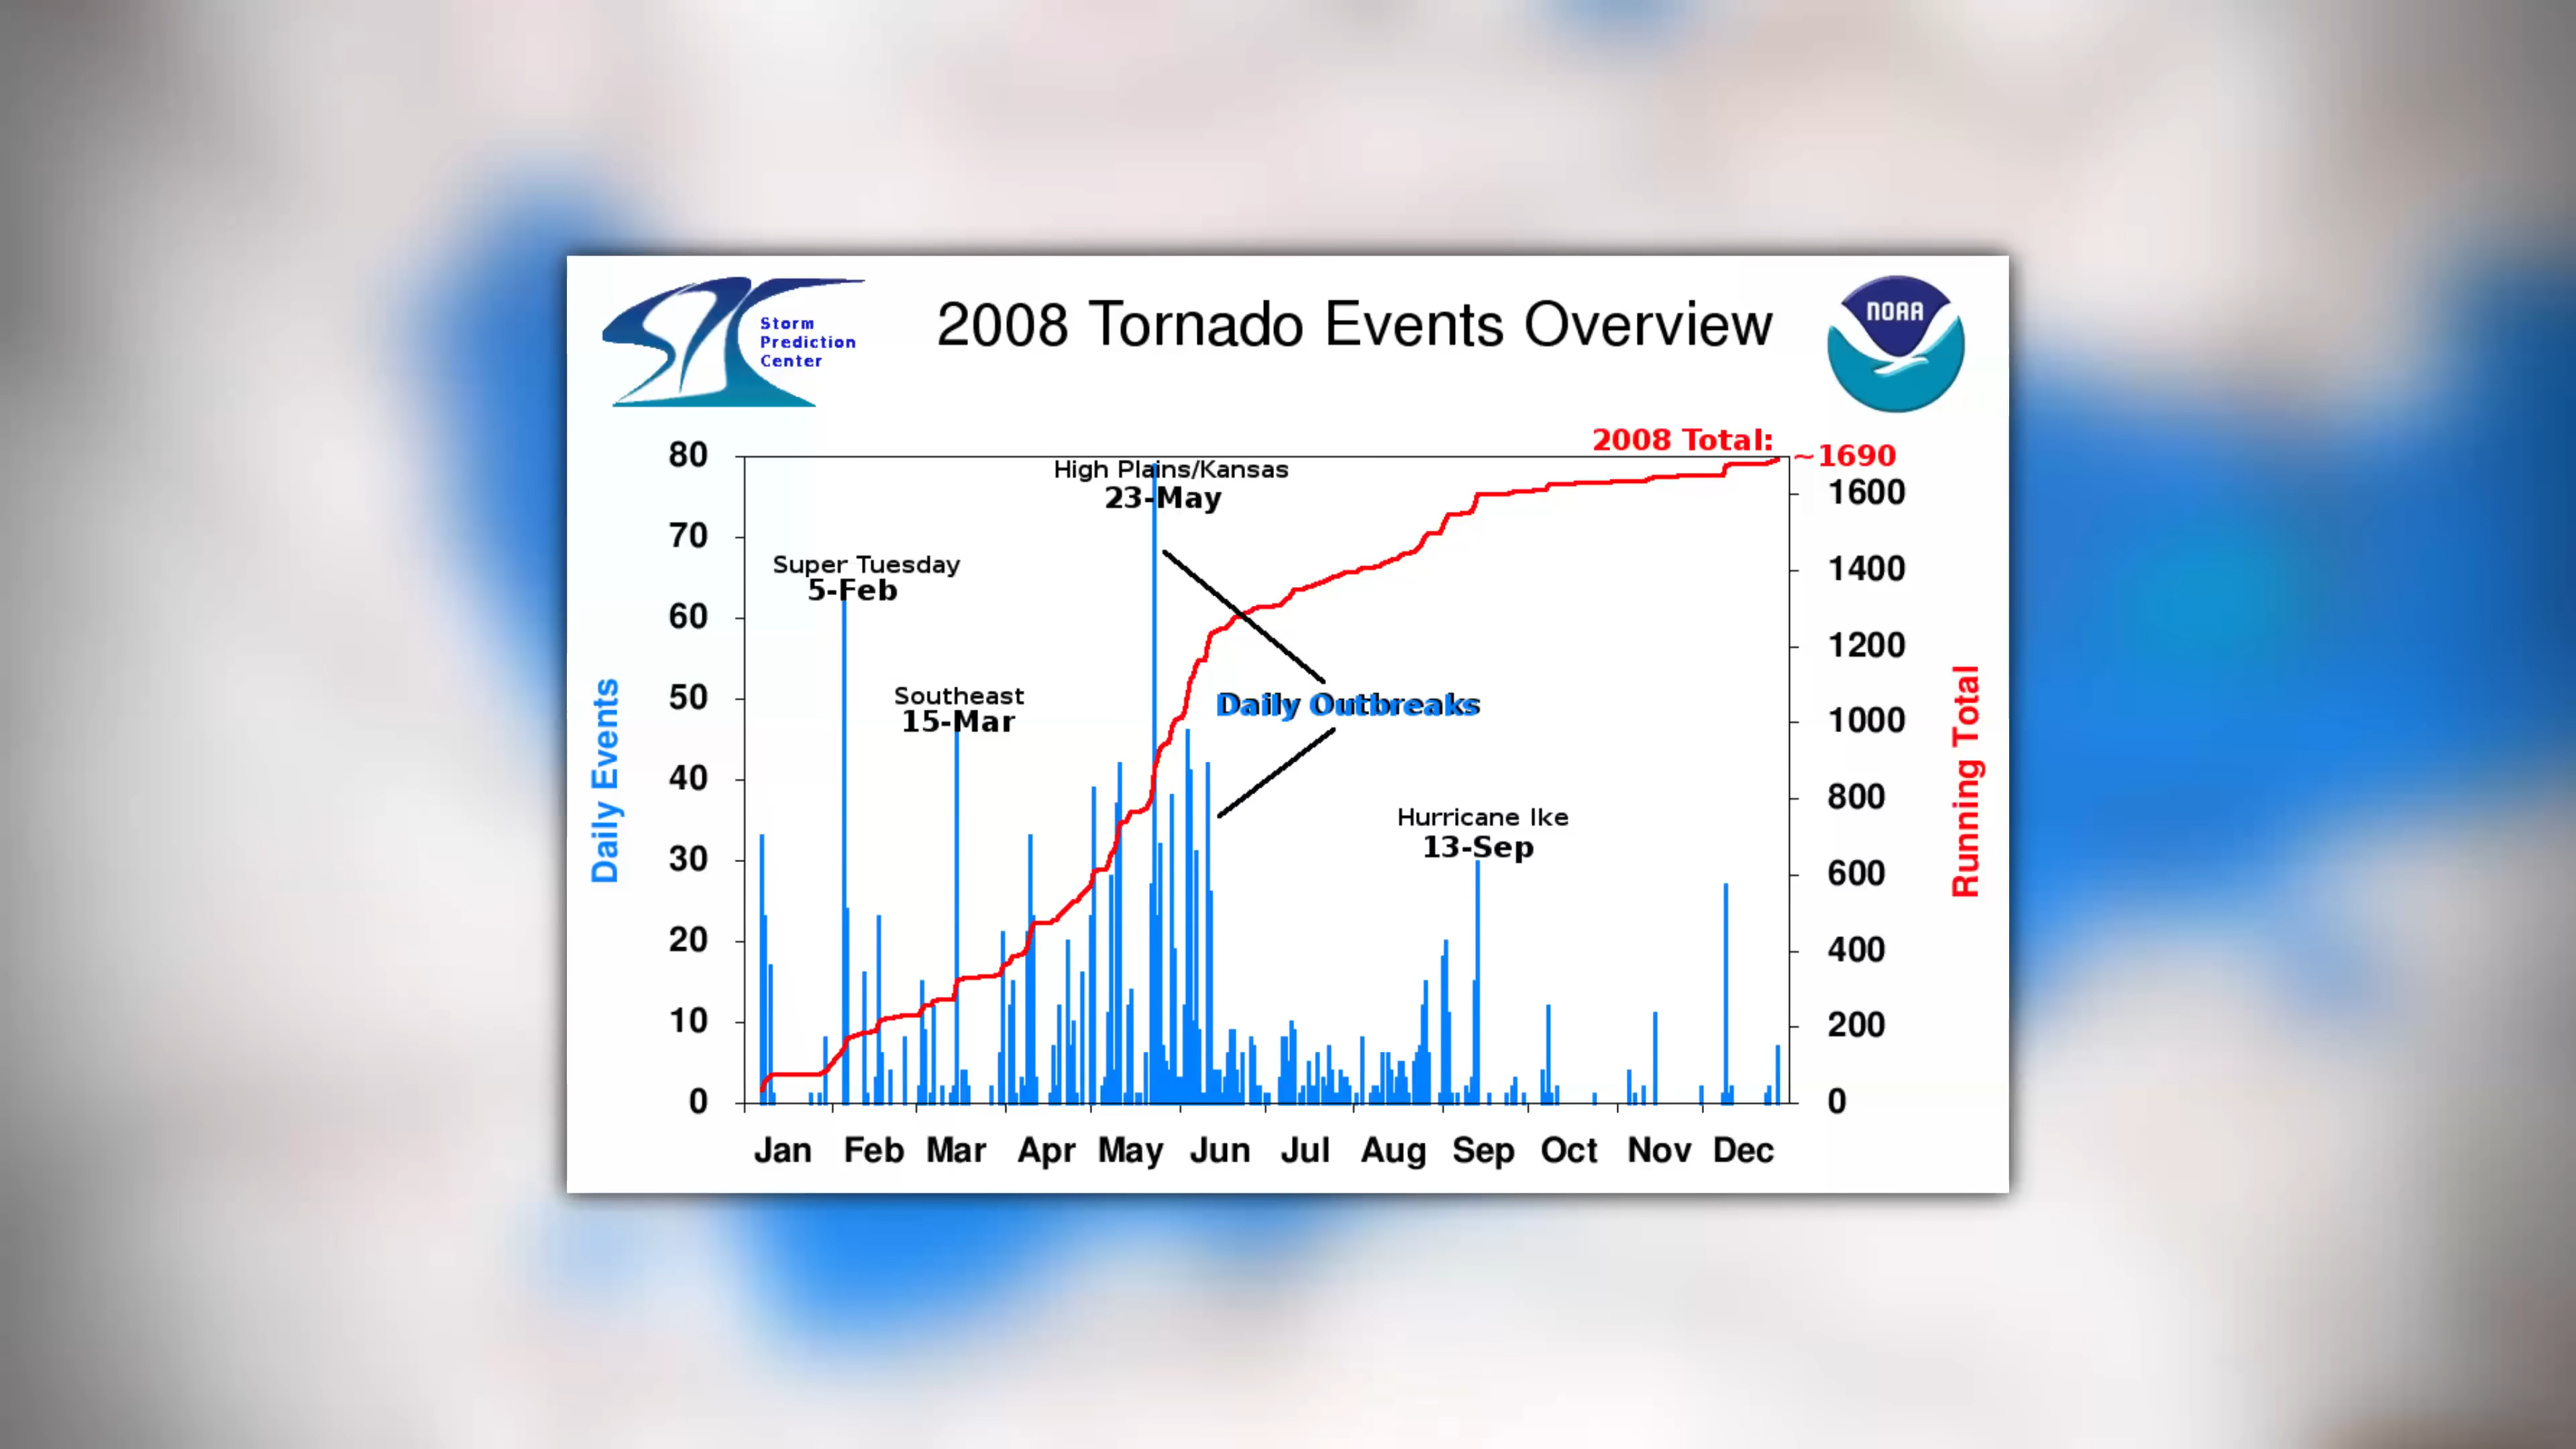 Storm
Prediction
Center
2008 Tornado Events Overview
NOAA
2008 Total:
~1690
80
70
60
50
40
30
20
10
0
Daily Events
High Plains/Kansas
23-May
Super Tuesday
5-Feb
Southeast
15-Mar
Daily Outbreaks
Hurricane Ike
13-Sep
1600
1400
1200
1000
800
600
400
200
0
Running Total
Jan Feb Mar Apr May Jun Jul Aug Sep Oct Nov Dec